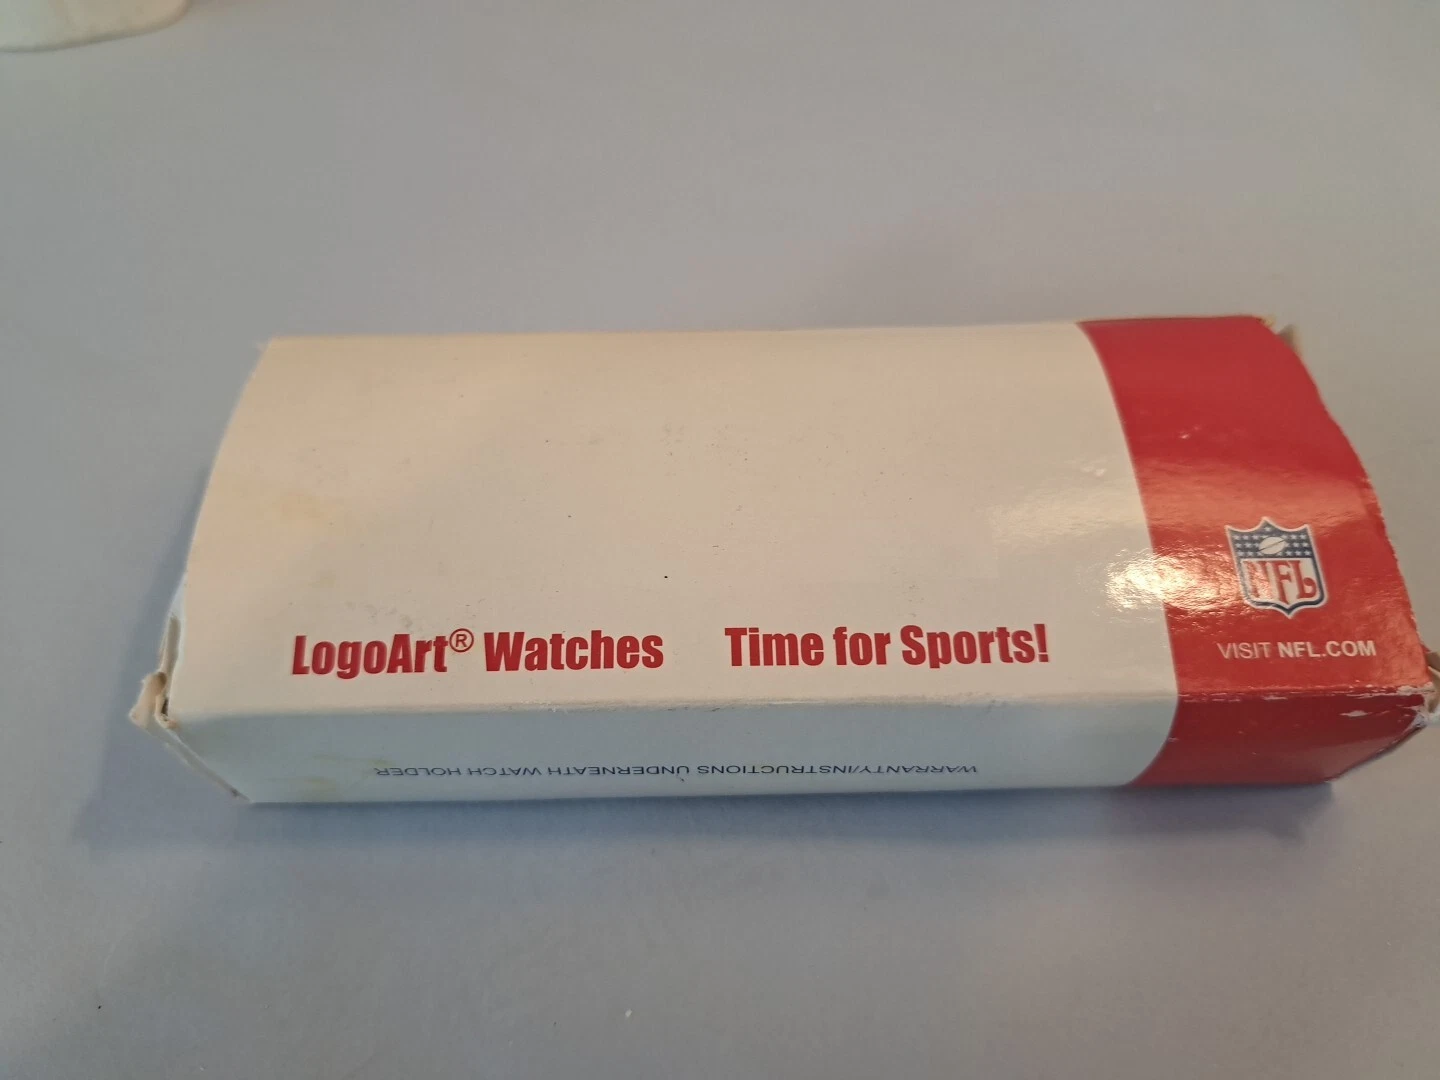 LogoArt® Watches Time for Sports!
NFL
VISIT NFL.COM
WARRANTY/INSTRUCTIONS UNDERNEATH WATCH HOLDER